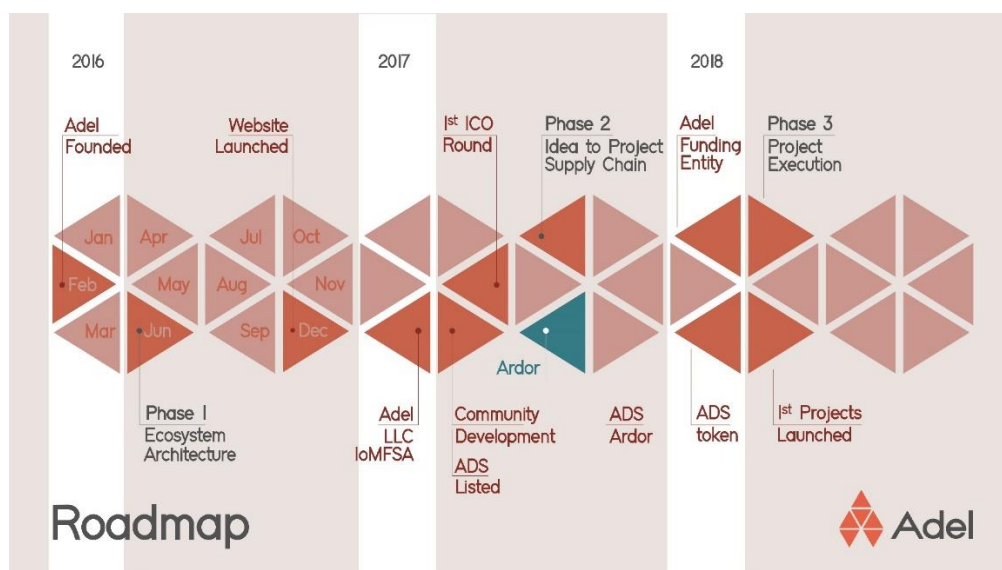 2016
2017
2018
Adel
Founded
Website
Launched
1st ICO
Round
Phase 2
Idea to Project
Supply Chain
Adel
Funding
Entity
Phase 3
Project
Execution
Jan
Apr
Jul
Oct
Feb
May
Aug
Nov
Mar
Jun
Sep
Dec
Ardor
Phase 1
Ecosystem
Architecture
Adel
LLC
IoMFSA
Community
Development
ADS
Listed
ADS
Ardor
ADS
token
1st Projects
Launched
Roadmap
Adel